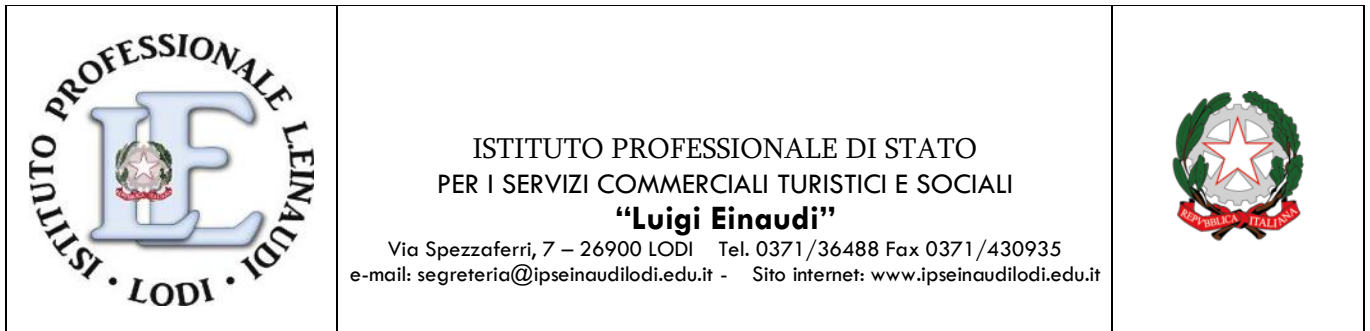 ISTITUTO PROFESSIONALE L.EINAUDI
· LODI ·
ISTITUTO PROFESSIONALE DI STATO
PER I SERVIZI COMMERCIALI TURISTICI E SOCIALI
“Luigi Einaudi”
Via Spezzaferri, 7 – 26900 LODI Tel. 0371/36488 Fax 0371/430935
e-mail: segreteria@ipseinaudilodi.edu.it - Sito internet: www.ipseinaudilodi.edu.it
REPVBBLICA ITALIANA